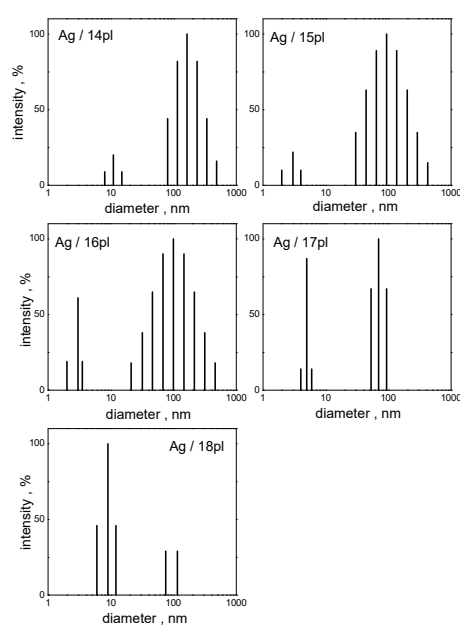 Ag / 14pl
100
50
0
intensity , %
1 10 100 1000
diameter , nm
Ag / 15pl
100
50
0
1 10 100 1000
diameter , nm
Ag / 16pl
100
50
0
intensity , %
1 10 100 1000
diameter , nm
Ag / 17pl
100
50
0
1 10 100 1000
diameter , nm
Ag / 18pl
100
50
0
intensity , %
1 10 100 1000
diameter , nm